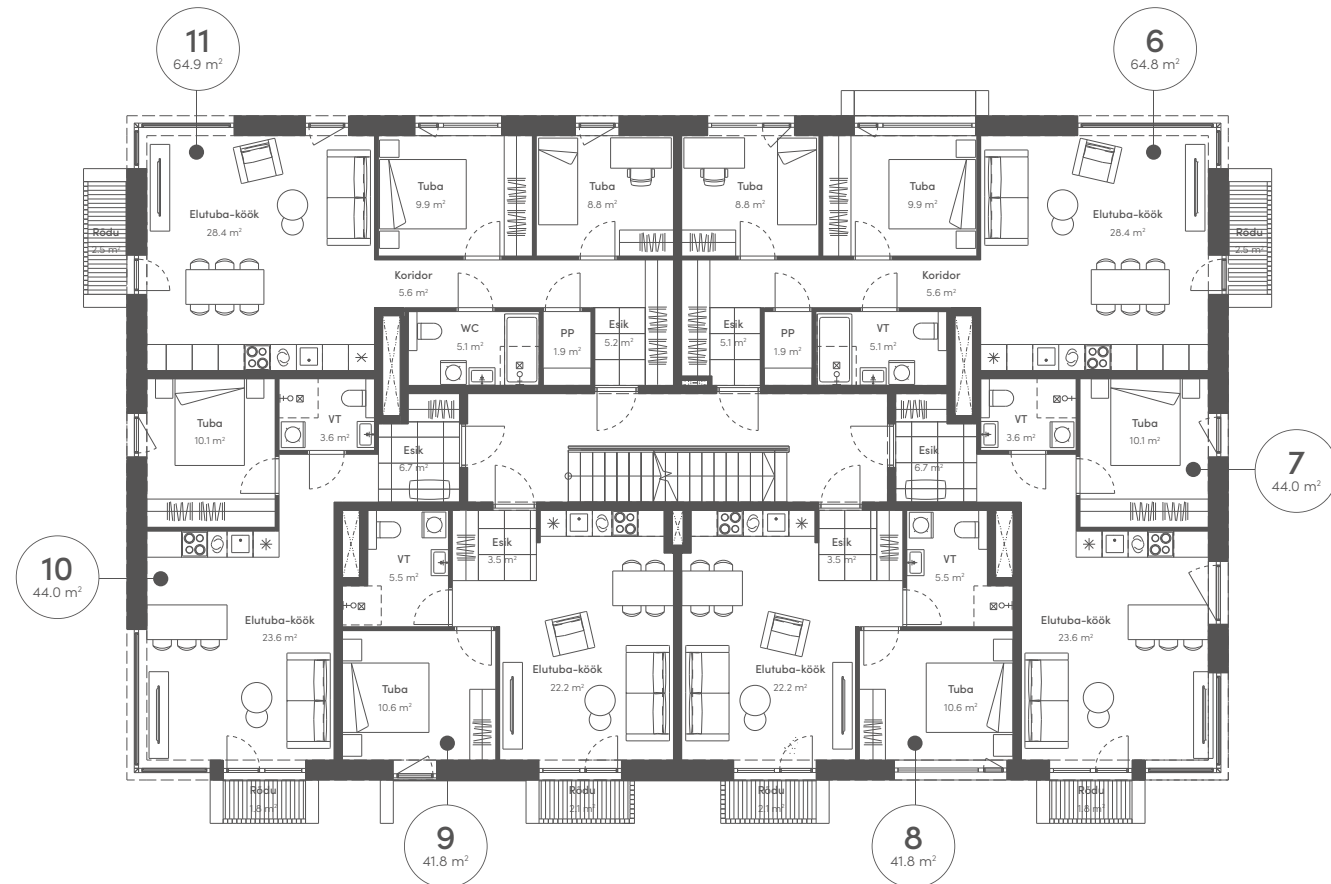 11
64.9 m²
6
64.8 m²
Elutuba-köök
28.4 m²
Rõdu
2.5 m²
Tuba
9.9 m²
Tuba
8.8 m²
Tuba
8.8 m²
Tuba
9.9 m²
Elutuba-köök
28.4 m²
Rõdu
2.5 m²
Koridor
5.6 m²
Koridor
5.6 m²
WC
5.1 m²
PP
1.9 m²
Esik
5.2 m²
Esik
5.1 m²
PP
1.9 m²
VT
5.1 m²
Tuba
10.1 m²
VT
3.6 m²
Esik
6.7 m²
Esik
6.7 m²
VT
3.6 m²
Tuba
10.1 m²
7
44.0 m²
10
44.0 m²
VT
5.5 m²
Esik
3.5 m²
Esik
3.5 m²
VT
5.5 m²
Elutuba-köök
23.6 m²
Elutuba-köök
23.6 m²
Tuba
10.6 m²
Elutuba-köök
22.2 m²
Elutuba-köök
22.2 m²
Tuba
10.6 m²
Rõdu
1.8 m²
Rõdu
2.1 m²
Rõdu
2.1 m²
Rõdu
1.8 m²
9
41.8 m²
8
41.8 m²